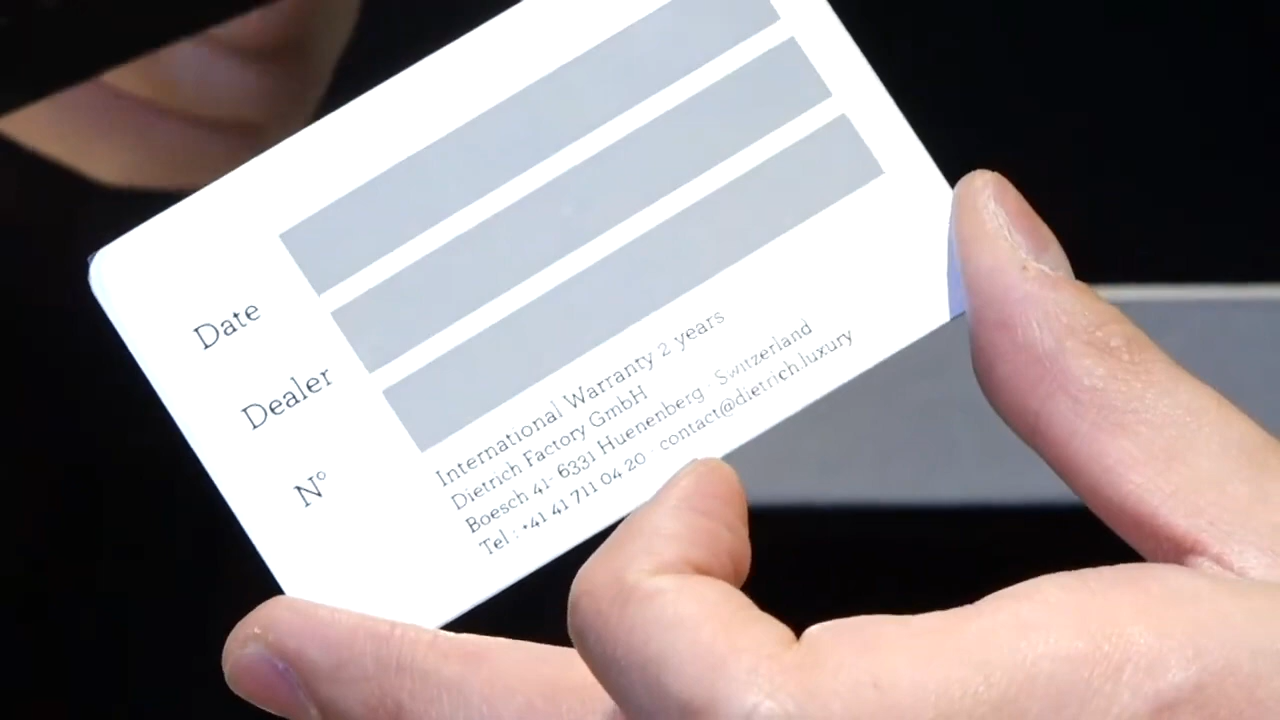 Date
Dealer
N°
International Warranty 2 years
Dietrich Factory GmbH
Boesch 41- 6331 Huenenberg · Switzerland
Tel : +41 41 711 04 20 · contact@dietrich.luxury